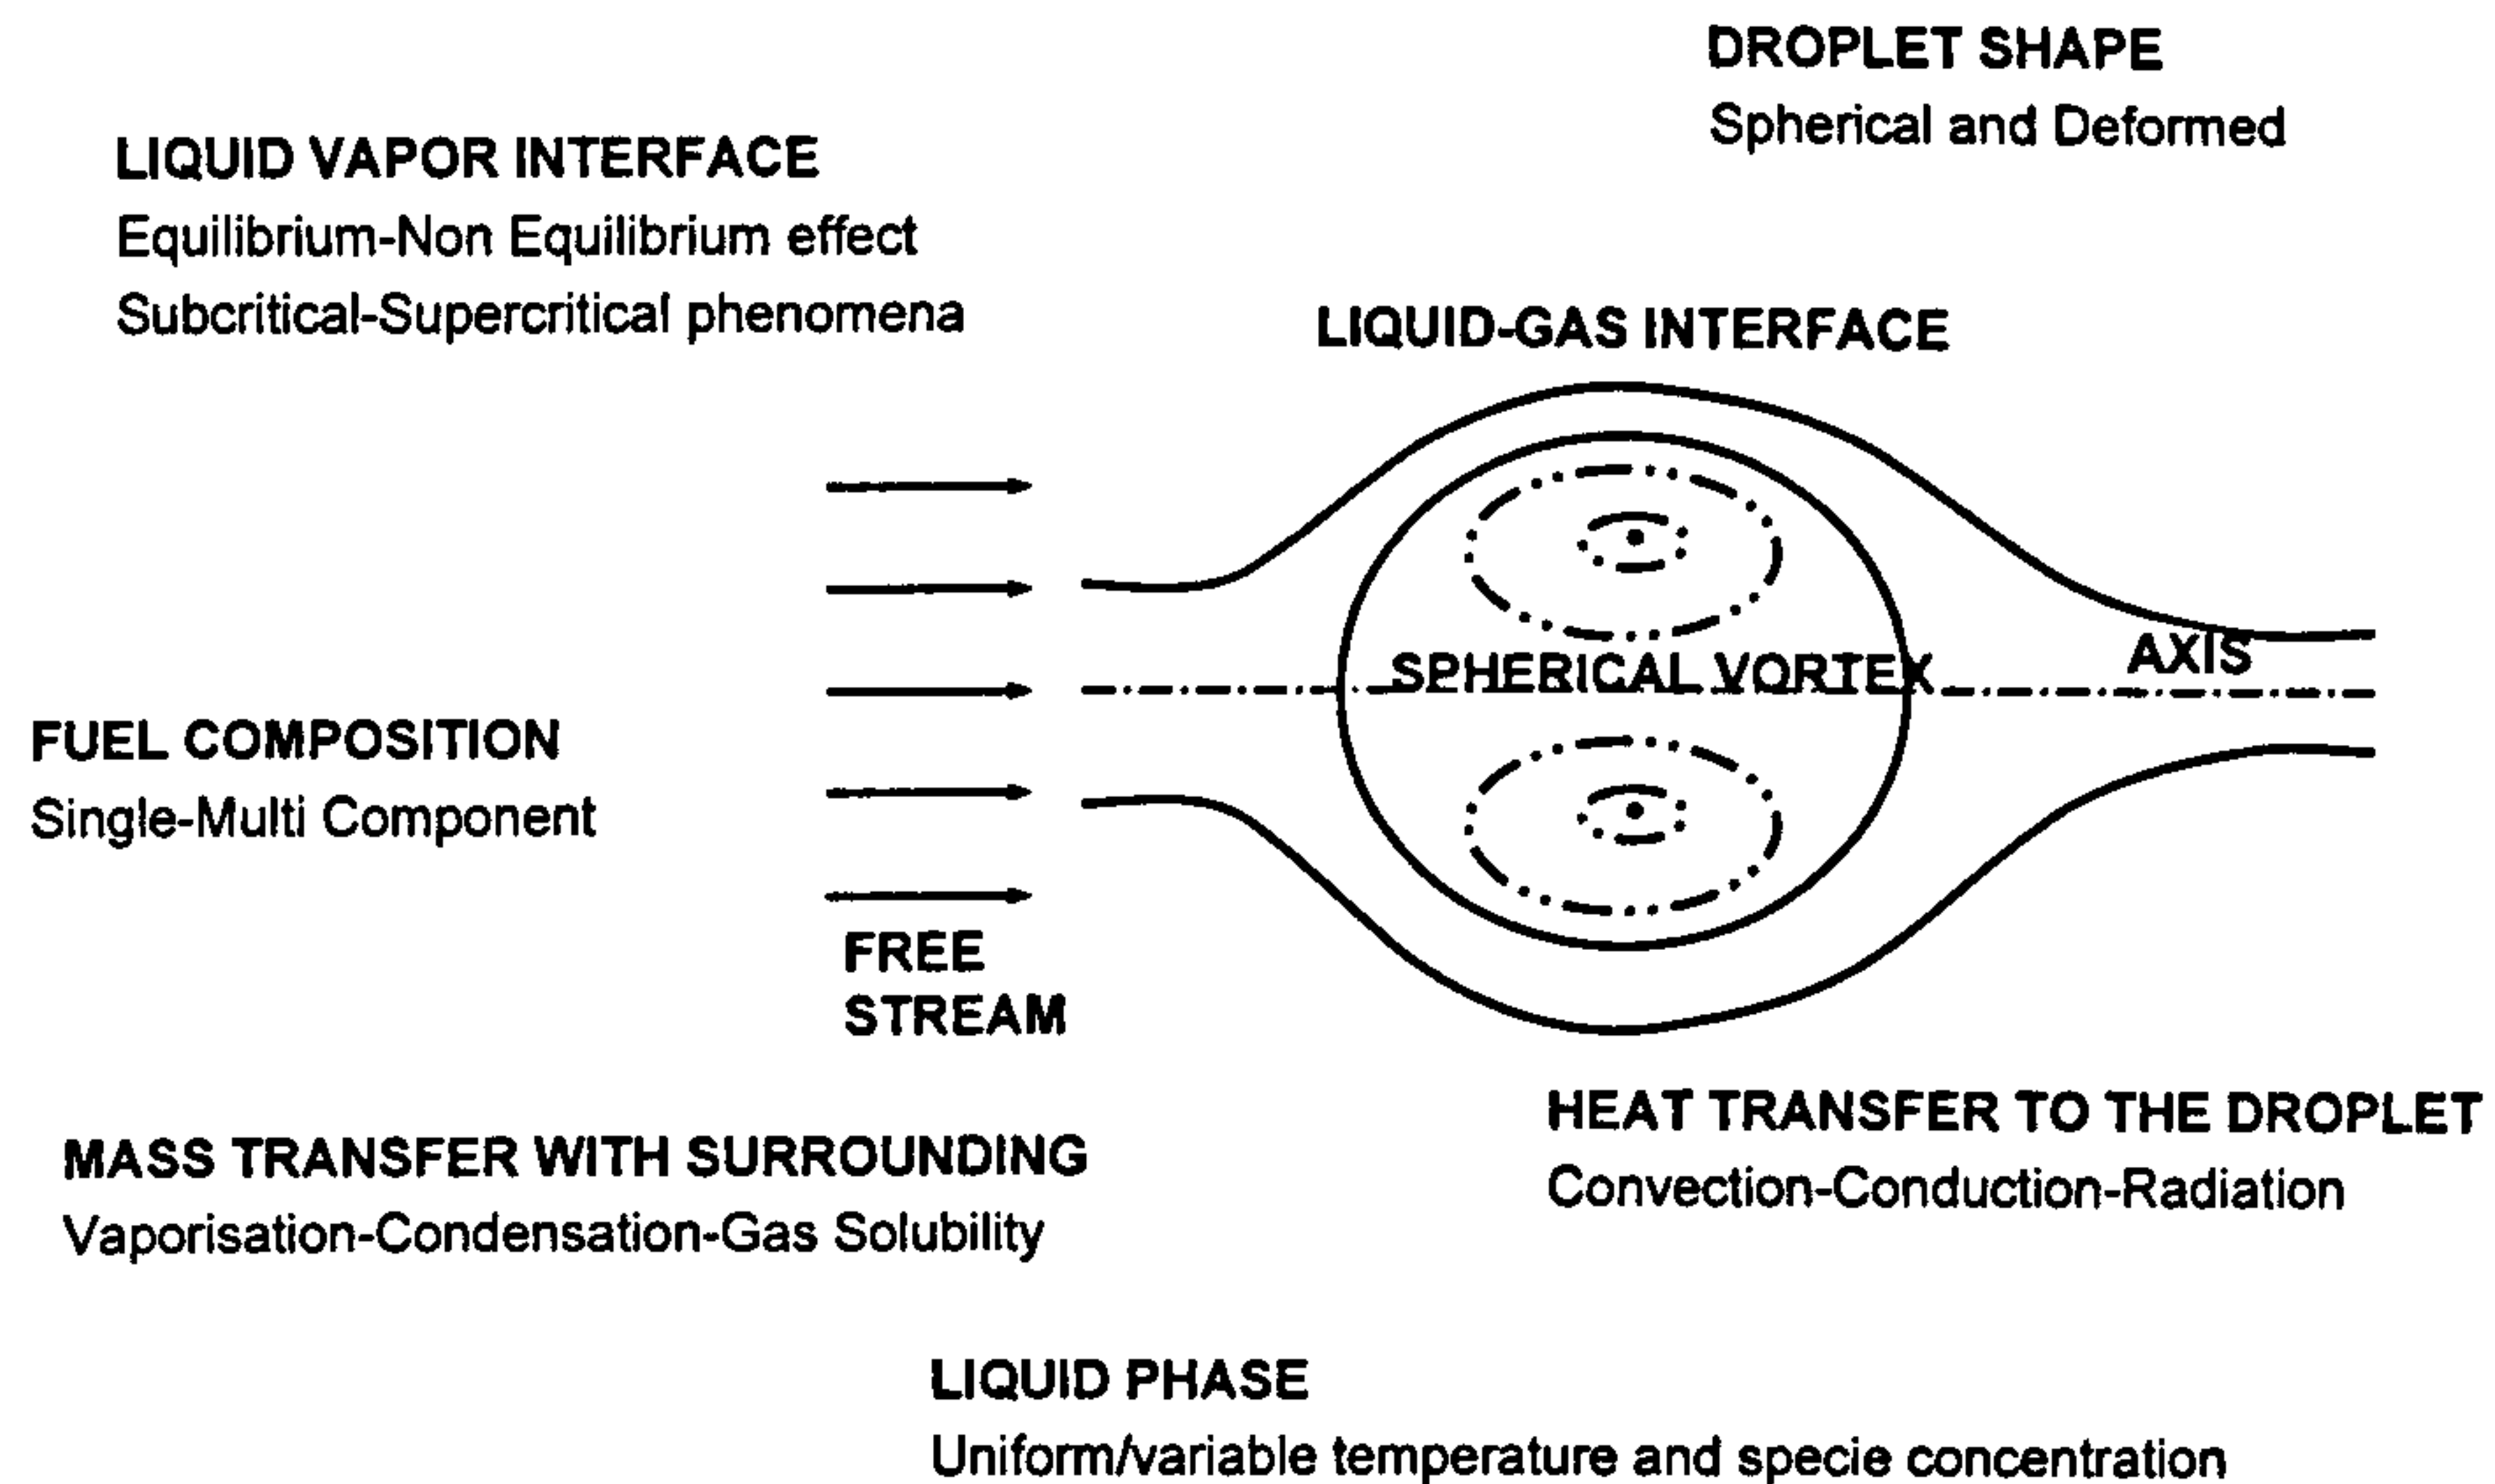 DROPLET SHAPE
Spherical and Deformed
LIQUID VAPOR INTERFACE
Equilibrium-Non Equilibrium effect
Subcritical-Supercritical phenomena
LIQUID-GAS INTERFACE
SPHERICAL VORTEX
AXIS
FUEL COMPOSITION
Single-Multi Component
FREE
STREAM
HEAT TRANSFER TO THE DROPLET
Convection-Conduction-Radiation
MASS TRANSFER WITH SURROUNDING
Vaporisation-Condensation-Gas Solubility
LIQUID PHASE
Uniform/variable temperature and specie concentration